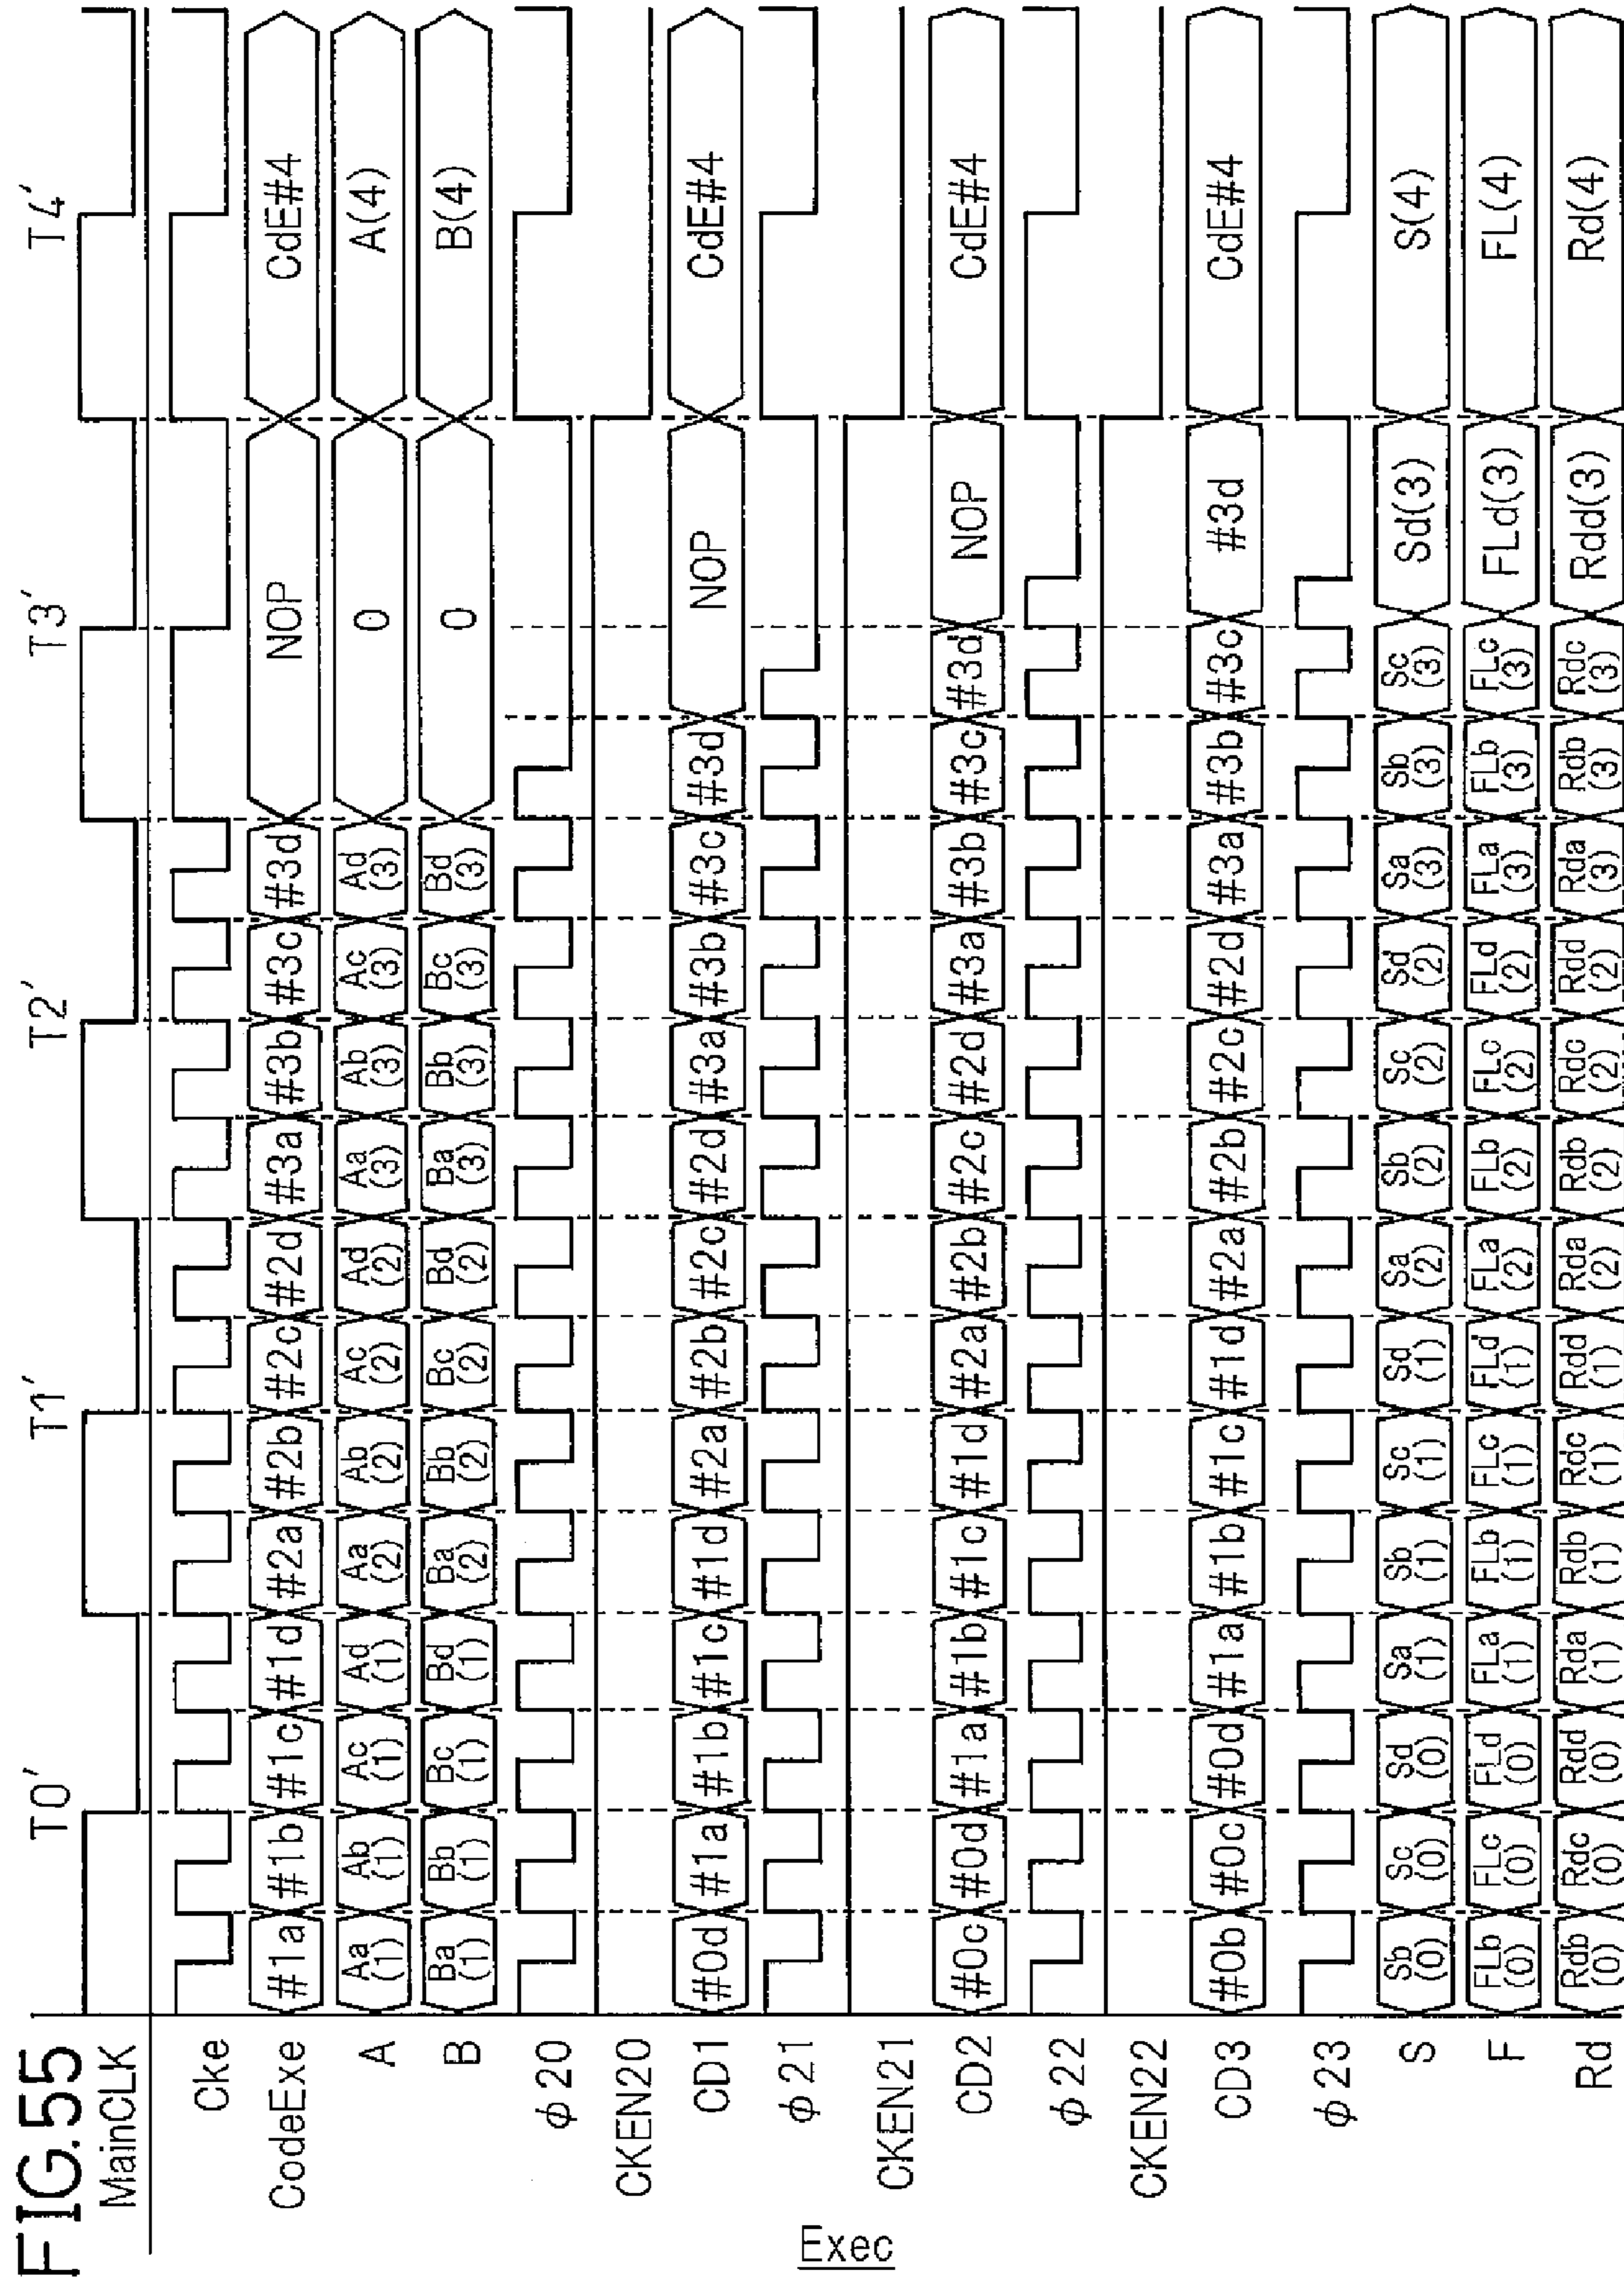 FIG.55
T0′ T1′ T2′ T3′ T4′
MainCLK
Cke
CodeExe #1a #1b #1c #1d #2a #2b #2c #2d #3a #3b #3c #3d NOP CdE#4
A Aa(1) Ab(1) Ac(1) Ad(1) Aa(2) Ab(2) Ac(2) Ad(2) Aa(3) Ab(3) Ac(3) Ad(3) 0 A(4)
B Ba(1) Bb(1) Bc(1) Bd(1) Ba(2) Bb(2) Bc(2) Bd(2) Ba(3) Bb(3) Bc(3) Bd(3) 0 B(4)
φ20
CKEN20
CD1 #0d #1a #1b #1c #1d #2a #2b #2c #2d #3a #3b #3c #3d NOP CdE#4
φ21
CKEN21
CD2 #0c #0d #1a #1b #1c #1d #2a #2b #2c #2d #3a #3b #3c #3d NOP CdE#4
φ22
CKEN22
CD3 #0b #0c #0d #1a #1b #1c #1d #2a #2b #2c #2d #3a #3b #3c #3d CdE#4
φ23
S Sb(0) Sc(0) Sd(0) Sa(1) Sb(1) Sc(1) Sd(1) Sa(2) Sb(2) Sc(2) Sd(2) Sa(3) Sb(3) Sc(3) Sd(3) S(4)
F FLb(0) FLc(0) FLd(0) FLa(1) FLb(1) FLc(1) FLd(1) FLa(2) FLb(2) FLc(2) FLd(2) FLa(3) FLb(3) FLc(3) FLd(3) FL(4)
Rd Rdb(0) Rdc(0) Rdd(0) Rda(1) Rdb(1) Rdc(1) Rdd(1) Rda(2) Rdb(2) Rdc(2) Rdd(2) Rda(3) Rdb(3) Rdc(3) Rdd(3) Rd(4)
Exec